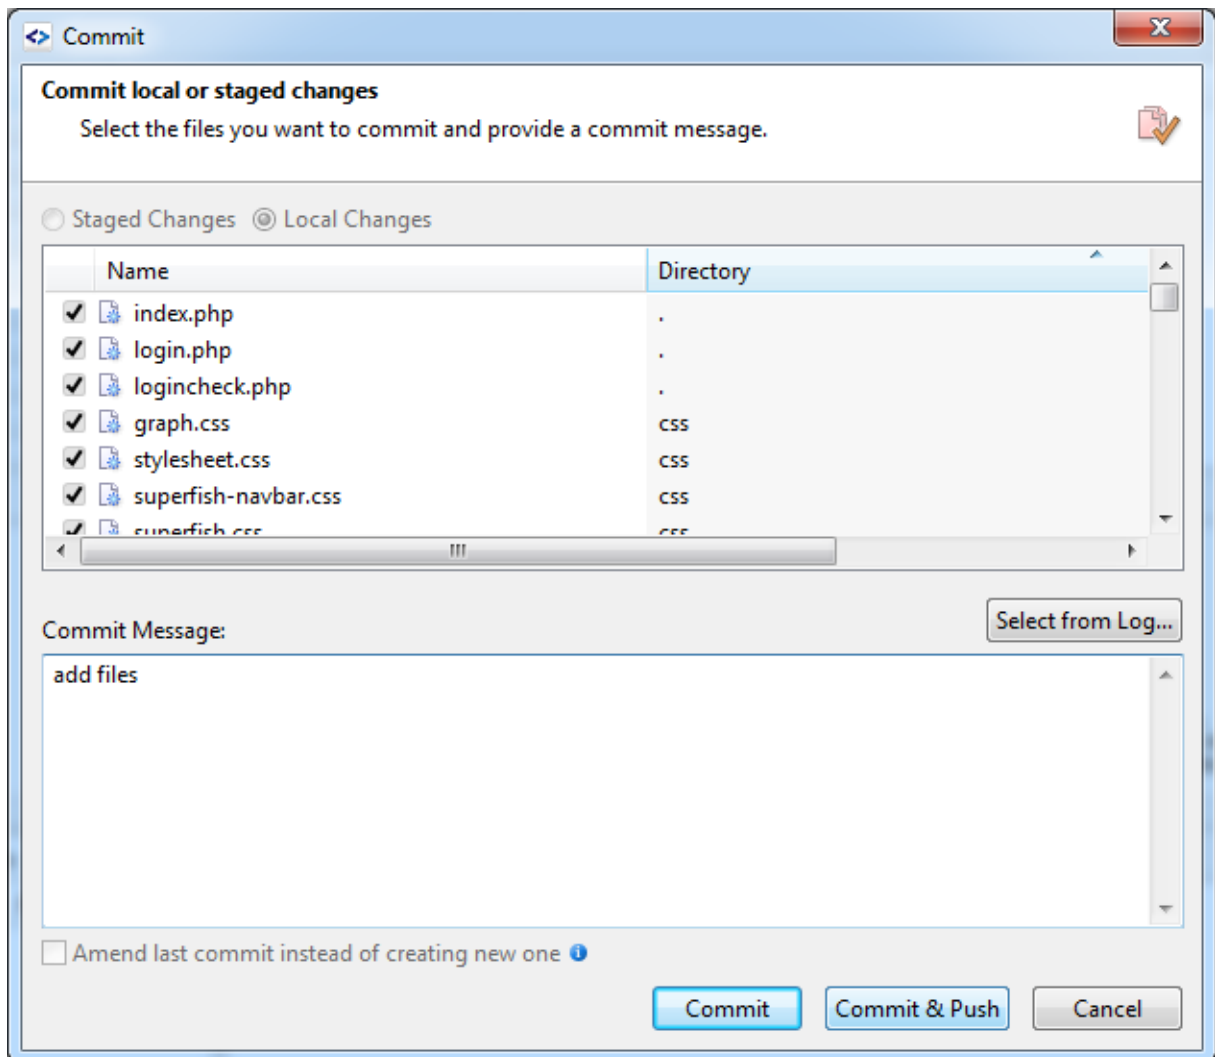 Commit
Commit local or staged changes
Select the files you want to commit and provide a commit message.
Staged Changes Local Changes
Name Directory
index.php .
login.php .
logincheck.php .
graph.css css
stylesheet.css css
superfish-navbar.css css
superfish.css css
Select from Log...
Commit Message:
add files
Amend last commit instead of creating new one
Commit Commit & Push Cancel